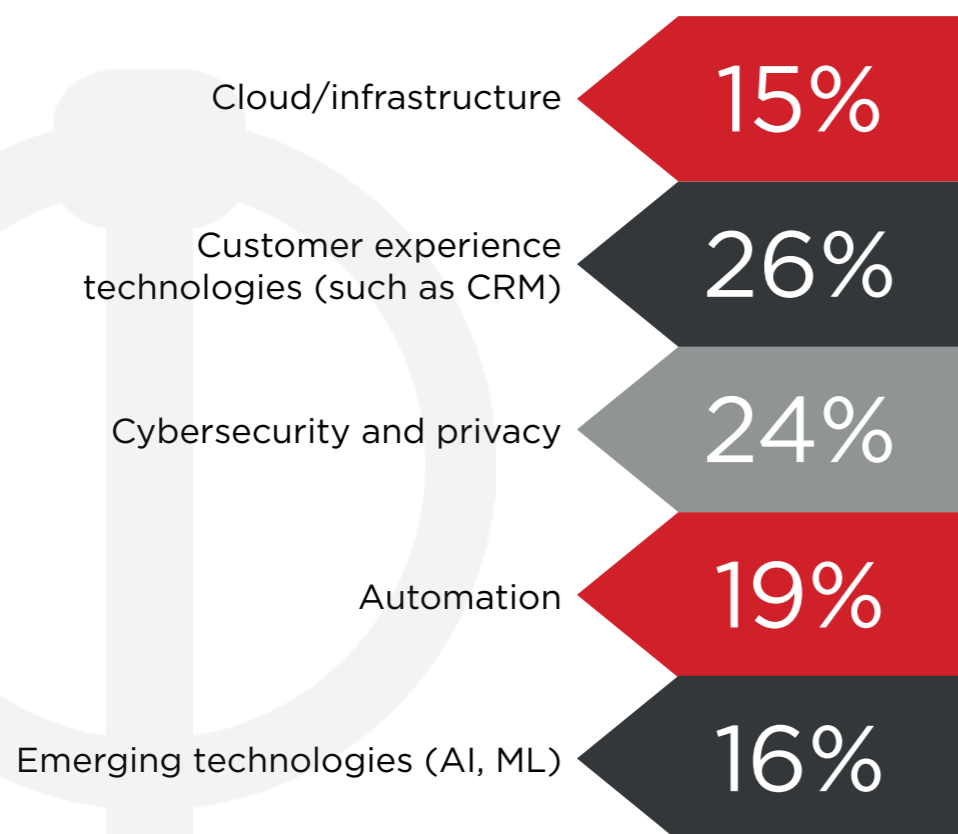 Cloud/infrastructure
15%
Customer experience
technologies (such as CRM)
26%
Cybersecurity and privacy
24%
Automation
19%
Emerging technologies (AI, ML)
16%